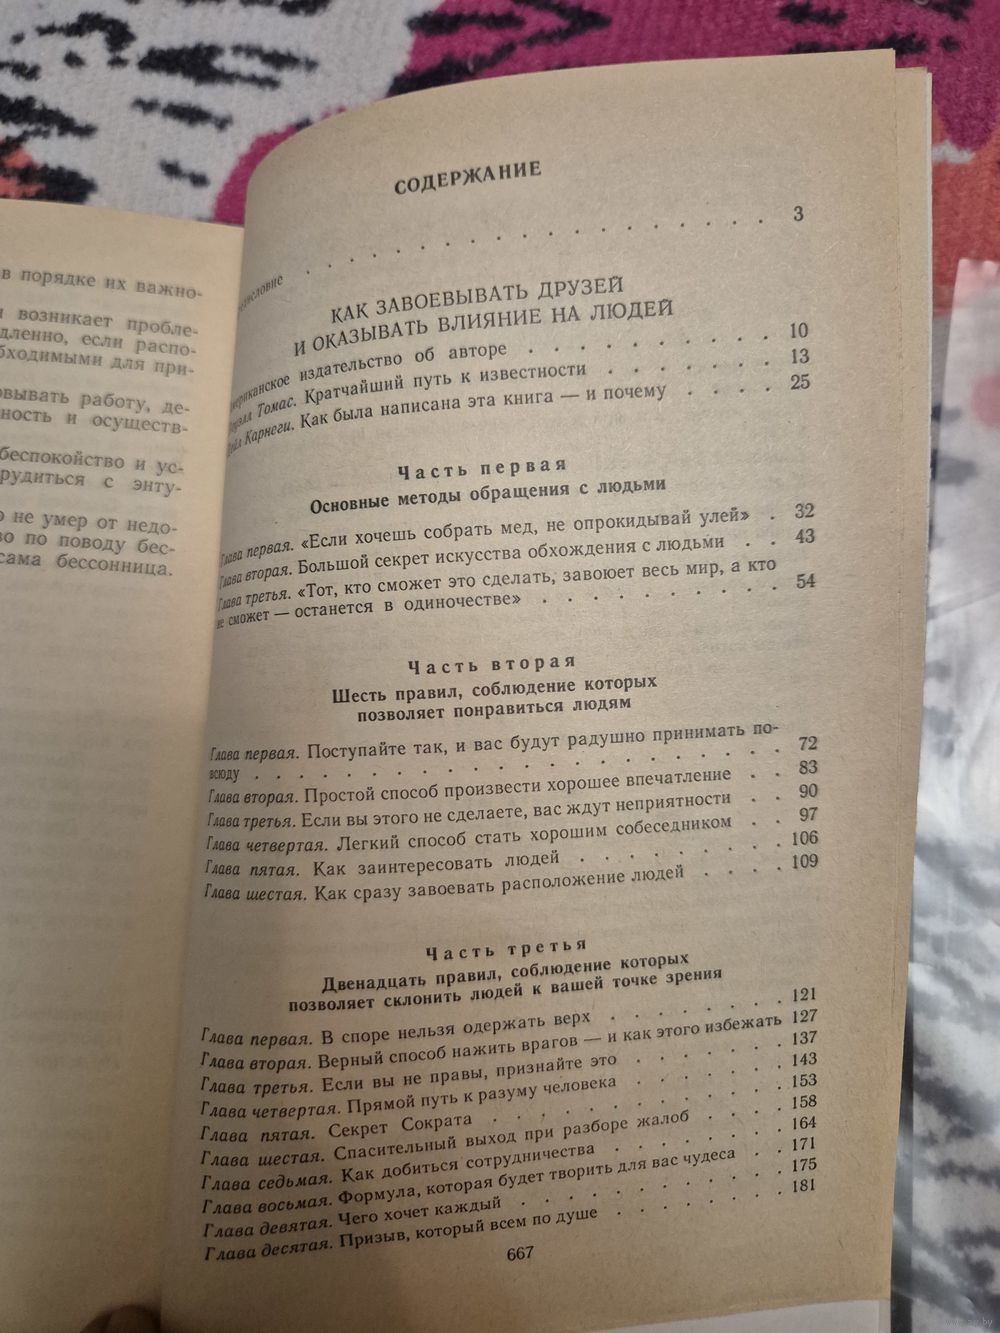 в порядке их важно-
возникает пробле-
дленно, если распо-
бходимыми для при-
овывать работу, де-
ность и осуществ-
беспокойство и ус-
рудиться с энту-
о не умер от недо-
во по поводу бес-
сама бессонница.
СОДЕРЖАНИЕ
дисловие . . . . . . . . . . . . . . . . 3
КАК ЗАВОЕВЫВАТЬ ДРУЗЕЙ
И ОКАЗЫВАТЬ ВЛИЯНИЕ НА ЛЮДЕЙ
мериканское издательство об авторе . . . . . . . . 10
Лоуэлл Томас. Кратчайший путь к известности . . . . . . 13
Дейл Карнеги. Как была написана эта книга — и почему . . . . 25
Часть первая
Основные методы обращения с людьми
Глава первая. «Если хочешь собрать мед, не опрокидывай улей» . 32
Глава вторая. Большой секрет искусства обхождения с людьми . . 43
Глава третья. «Тот, кто сможет это сделать, завоюет весь мир, а кто
не сможет — останется в одиночестве» . . . . . . . . . 54
Часть вторая
Шесть правил, соблюдение которых
позволяет понравиться людям
Глава первая. Поступайте так, и вас будут радушно принимать по-
всюду . . . . . . . . . . . . . . . . . . 72
Глава вторая. Простой способ произвести хорошее впечатление . . 83
Глава третья. Если вы этого не сделаете, вас ждут неприятности . . 90
Глава четвертая. Легкий способ стать хорошим собеседником . . 97
Глава пятая. Как заинтересовать людей . . . . . . . . 106
Глава шестая. Как сразу завоевать расположение людей . . . . 109
Часть третья
Двенадцать правил, соблюдение которых
позволяет склонить людей к вашей точке зрения
Глава первая. В споре нельзя одержать верх . . . . . . . 121
Глава вторая. Верный способ нажить врагов — и как этого избежать 127
Глава третья. Если вы не правы, признайте это . . . . . . 137
Глава четвертая. Прямой путь к разуму человека . . . . . . 143
Глава пятая. Секрет Сократа . . . . . . . . . . 153
Глава шестая. Спасительный выход при разборе жалоб . . . . 158
Глава седьмая. Как добиться сотрудничества . . . . . . . 164
Глава восьмая. Формула, которая будет творить для вас чудеса . . 171
Глава девятая. Чего хочет каждый . . . . . . . . . 175
Глава десятая. Призыв, который всем по душе . . . . . . 181
667